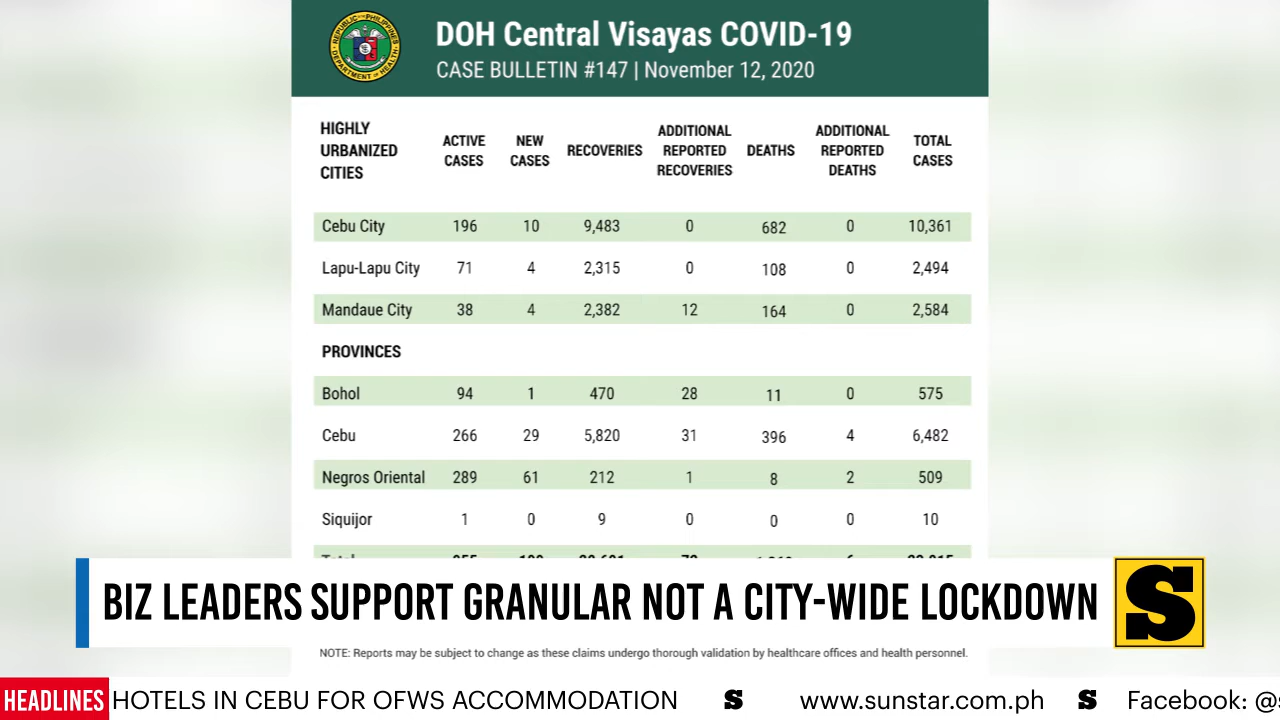 DOH Central Visayas COVID-19
CASE BULLETIN #147 | November 12, 2020
HIGHLY URBANIZED CITIES ACTIVE CASES NEW CASES RECOVERIES ADDITIONAL REPORTED RECOVERIES DEATHS ADDITIONAL REPORTED DEATHS TOTAL CASES
Cebu City 196 10 9,483 0 682 0 10,361
Lapu-Lapu City 71 4 2,315 0 108 0 2,494
Mandaue City 38 4 2,382 12 164 0 2,584
PROVINCES
Bohol 94 1 470 28 11 0 575
Cebu 266 29 5,820 31 396 4 6,482
Negros Oriental 289 61 212 1 8 2 509
Siquijor 1 0 9 0 0 0 10
BIZ LEADERS SUPPORT GRANULAR NOT A CITY-WIDE LOCKDOWN S
NOTE: Reports may be subject to change as these claims undergo thorough validation by healthcare offices and health personnel.
HEADLINES HOTELS IN CEBU FOR OFWS ACCOMMODATION S www.sunstar.com.ph S Facebook: